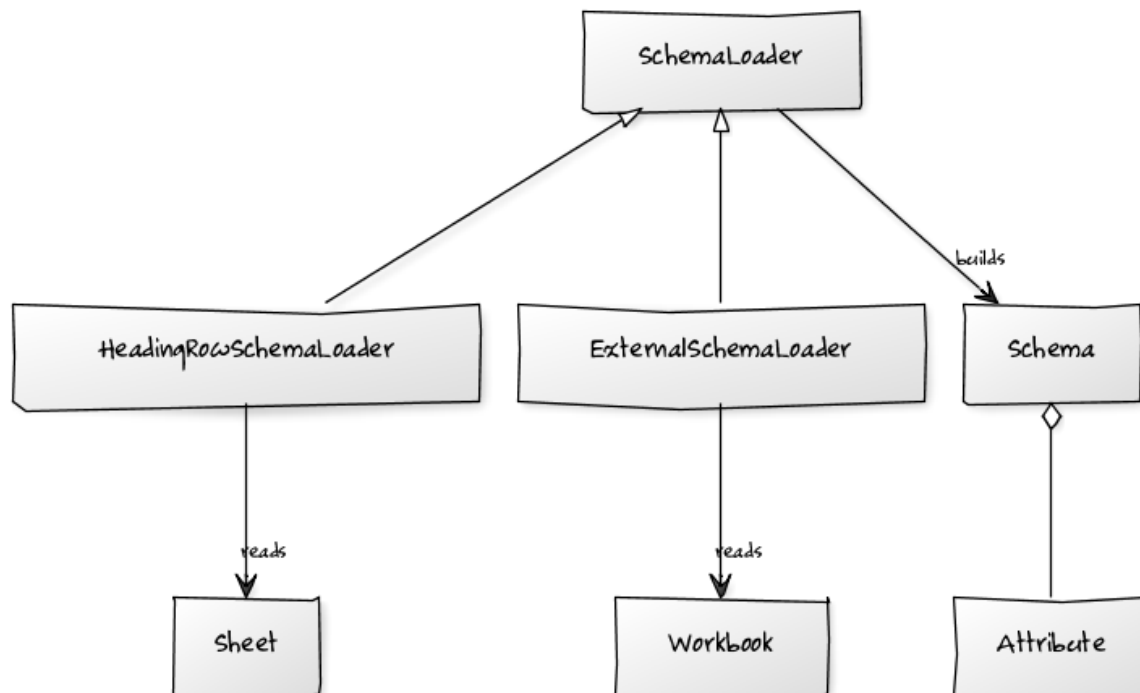 SchemaLoader
builds
HeadingRowSchemaLoader
ExternalSchemaLoader
Schema
reads
reads
Sheet
Workbook
Attribute